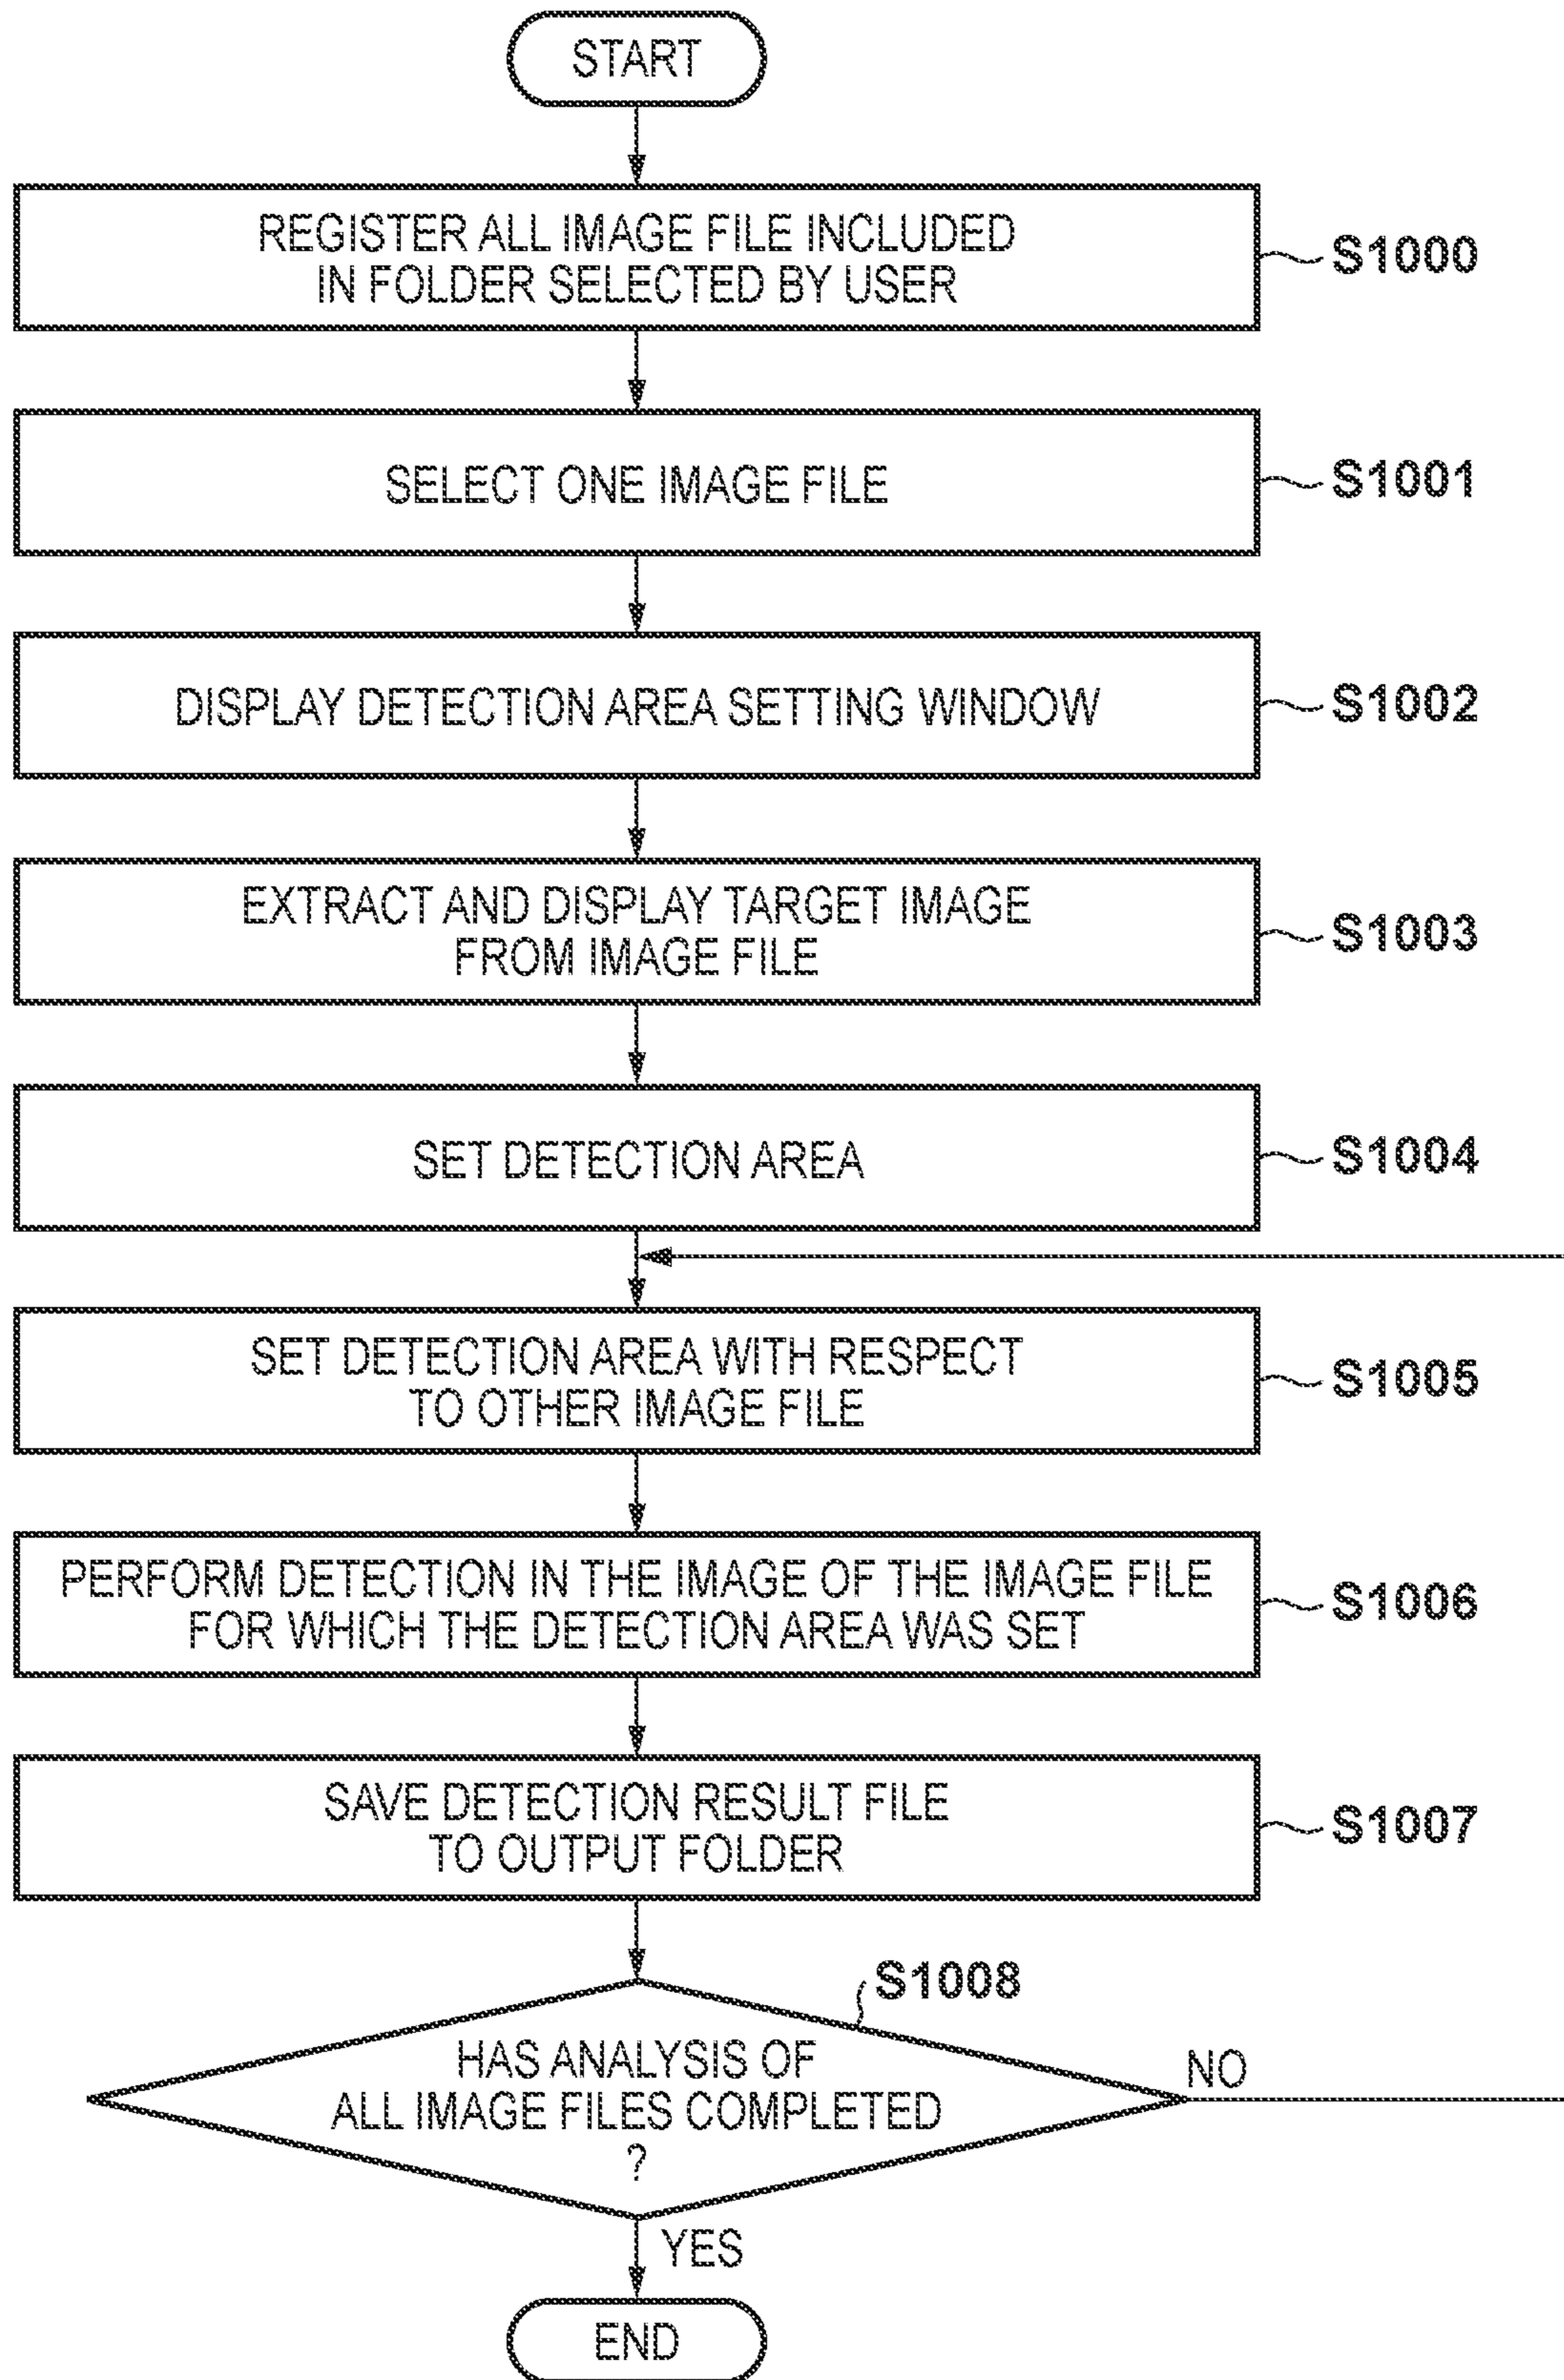 START
REGISTER ALL IMAGE FILE INCLUDED
IN FOLDER SELECTED BY USER
S1000
SELECT ONE IMAGE FILE
S1001
DISPLAY DETECTION AREA SETTING WINDOW
S1002
EXTRACT AND DISPLAY TARGET IMAGE
FROM IMAGE FILE
S1003
SET DETECTION AREA
S1004
SET DETECTION AREA WITH RESPECT
TO OTHER IMAGE FILE
S1005
PERFORM DETECTION IN THE IMAGE OF THE IMAGE FILE
FOR WHICH THE DETECTION AREA WAS SET
S1006
SAVE DETECTION RESULT FILE
TO OUTPUT FOLDER
S1007
S1008
HAS ANALYSIS OF
ALL IMAGE FILES COMPLETED
?
NO
YES
END